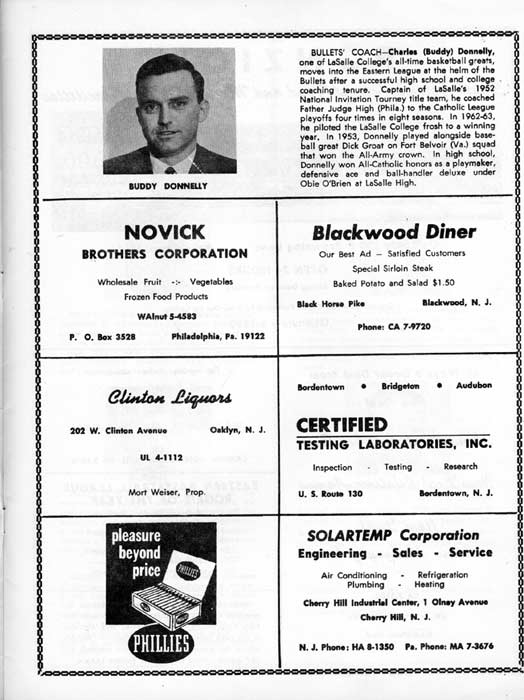 BULLETS' COACH—Charles (Buddy) Donnelly,
one of LaSalle College's all-time basketball greats,
moves into the Eastern League at the helm of the
Bullets after a successful high school and college
coaching tenure. Captain of LaSalle's 1952
National Invitation Tourney title team, he coached
Father Judge High (Phila.) to the Catholic League
playoffs four times in eight seasons. In 1962-63,
he piloted the LaSalle College frosh to a winning
year. In 1953, Donnelly played alongside base-
ball great Dick Groat on Fort Belvoir (Va.) squad
that won the All-Army crown. In high school,
Donnelly won All-Catholic honors as a playmaker,
defensive ace and ball-handler deluxe under
Obie O'Brien at LaSalle High.
BUDDY DONNELLY
NOVICK
BROTHERS CORPORATION
Wholesale Fruit -:- Vegetables
Frozen Food Products
WAlnut 5-4583
P. O. Box 3528 Philadelphia, Pa. 19122
Blackwood Diner
Our Best Ad — Satisfied Customers
Special Sirloin Steak
Baked Potato and Salad $1.50
Black Horse Pike Blackwood, N. J.
Phone: CA 7-9720
Clinton Liquors
202 W. Clinton Avenue Oaklyn, N. J.
UL 4-1112
Mort Weiser, Prop.
Bordentown • Bridgeton • Audubon
CERTIFIED
TESTING LABORATORIES, INC.
Inspection - Testing - Research
U. S. Route 130 Bordentown, N. J.
pleasure
beyond
price
PHILLIES
PHILLIES
SOLARTEMP Corporation
Engineering - Sales - Service
Air Conditioning - Refrigeration
Plumbing - Heating
Cherry Hill Industrial Center, 1 Olney Avenue
Cherry Hill, N. J.
N. J. Phone: HA 8-1350 Pa. Phone: MA 7-3676